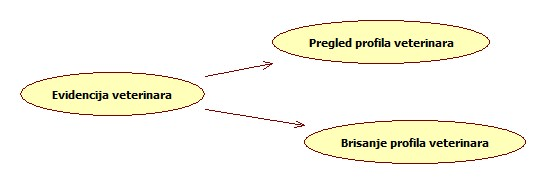 Pregled profila veterinara
Evidencija veterinara
Brisanje profila veterinara